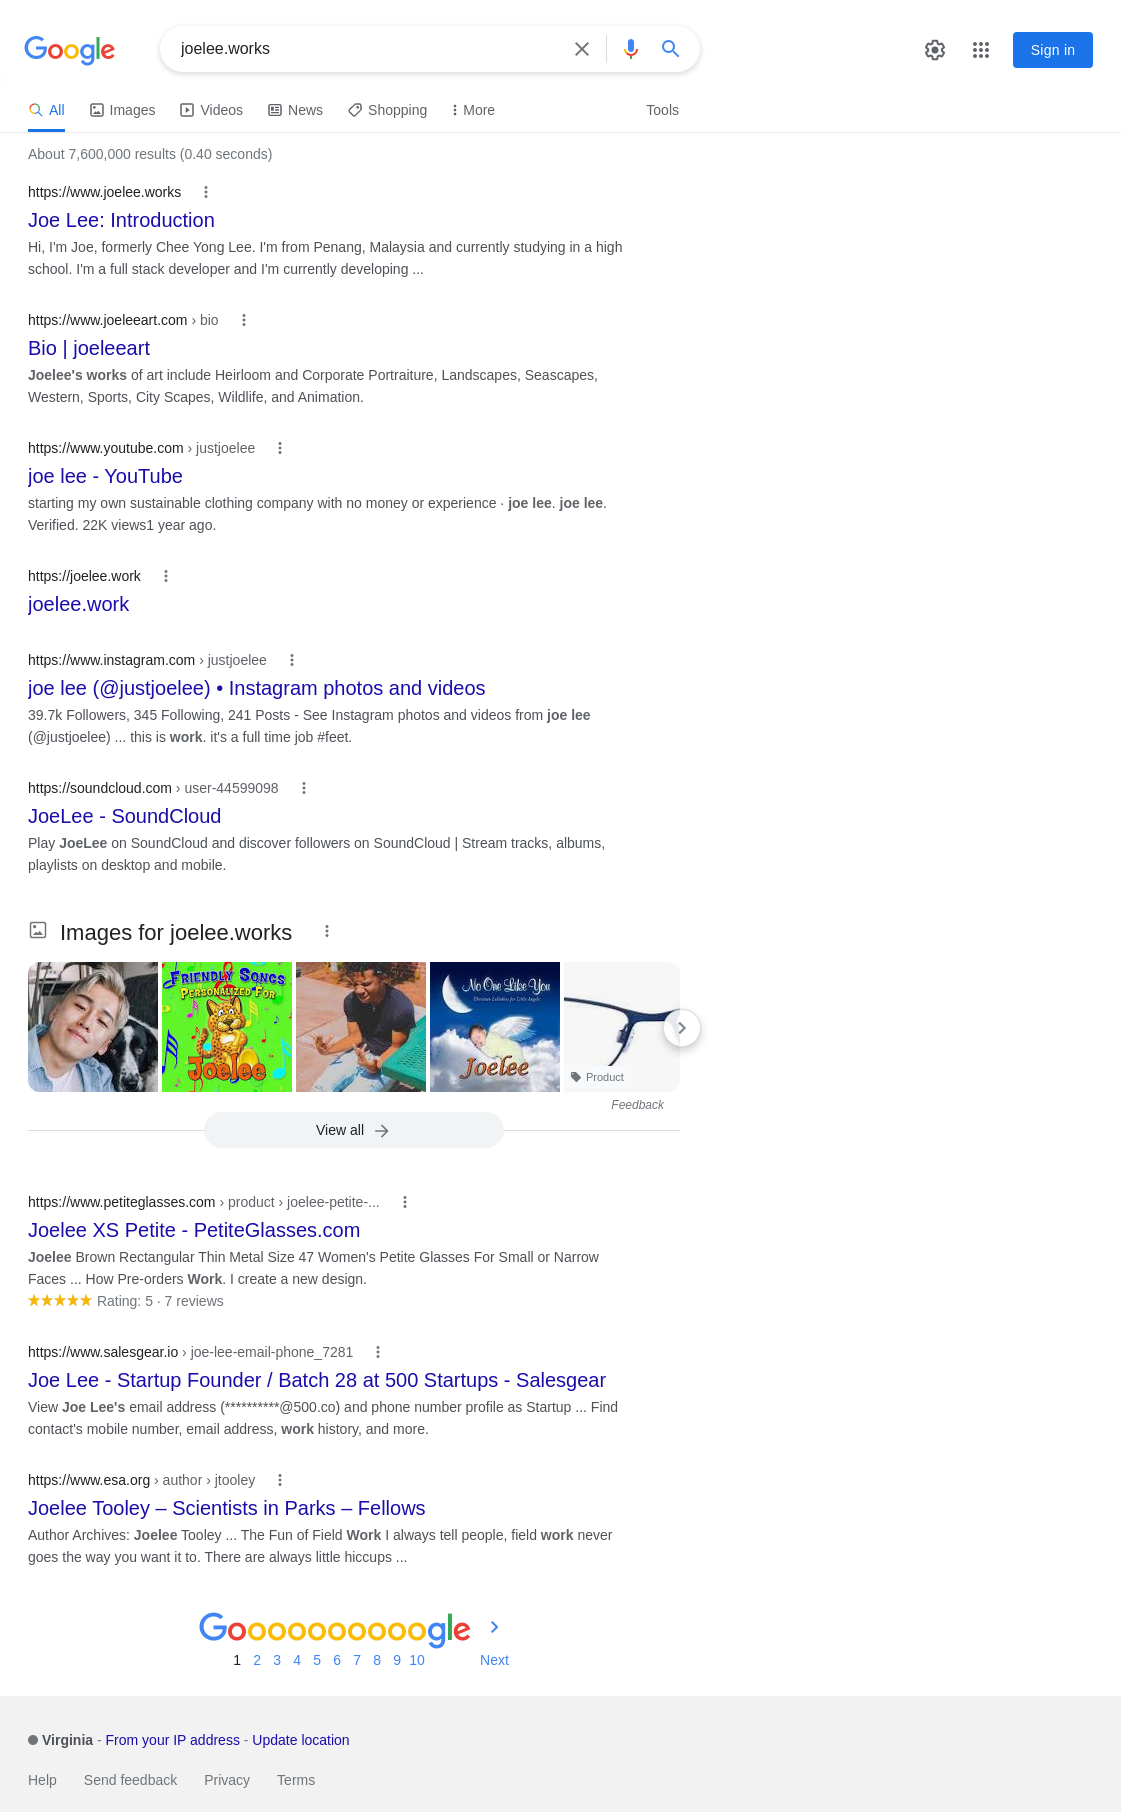 Google
joelee.works
Sign in
All Images Videos News Shopping More Tools
About 7,600,000 results (0.40 seconds)
https://www.joelee.works
Joe Lee: Introduction
Hi, I'm Joe, formerly Chee Yong Lee. I'm from Penang, Malaysia and currently studying in a high
school. I'm a full stack developer and I'm currently developing ...
https://www.joeleeart.com › bio
Bio | joeleeart
Joelee's works of art include Heirloom and Corporate Portraiture, Landscapes, Seascapes,
Western, Sports, City Scapes, Wildlife, and Animation.
https://www.youtube.com › justjoelee
joe lee - YouTube
starting my own sustainable clothing company with no money or experience · joe lee. joe lee.
Verified. 22K views1 year ago.
https://joelee.work
joelee.work
https://www.instagram.com › justjoelee
joe lee (@justjoelee) • Instagram photos and videos
39.7k Followers, 345 Following, 241 Posts - See Instagram photos and videos from joe lee
(@justjoelee) ... this is work. it's a full time job #feet.
https://soundcloud.com › user-44599098
JoeLee - SoundCloud
Play JoeLee on SoundCloud and discover followers on SoundCloud | Stream tracks, albums,
playlists on desktop and mobile.
Images for joelee.works
FRIENDLY SONGS
PERSONALIZED FOR
Joelee
No One Like You
Christian Lullabies for Little Angels
Joelee
Product
Feedback
View all
https://www.petiteglasses.com › product › joelee-petite-...
Joelee XS Petite - PetiteGlasses.com
Joelee Brown Rectangular Thin Metal Size 47 Women's Petite Glasses For Small or Narrow
Faces ... How Pre-orders Work. I create a new design.
Rating: 5 · 7 reviews
https://www.salesgear.io › joe-lee-email-phone_7281
Joe Lee - Startup Founder / Batch 28 at 500 Startups - Salesgear
View Joe Lee's email address (**********@500.co) and phone number profile as Startup ... Find
contact's mobile number, email address, work history, and more.
https://www.esa.org › author › jtooley
Joelee Tooley – Scientists in Parks – Fellows
Author Archives: Joelee Tooley ... The Fun of Field Work I always tell people, field work never
goes the way you want it to. There are always little hiccups ...
Goooooooooogle
1 2 3 4 5 6 7 8 9 10 Next
Virginia - From your IP address - Update location
Help Send feedback Privacy Terms